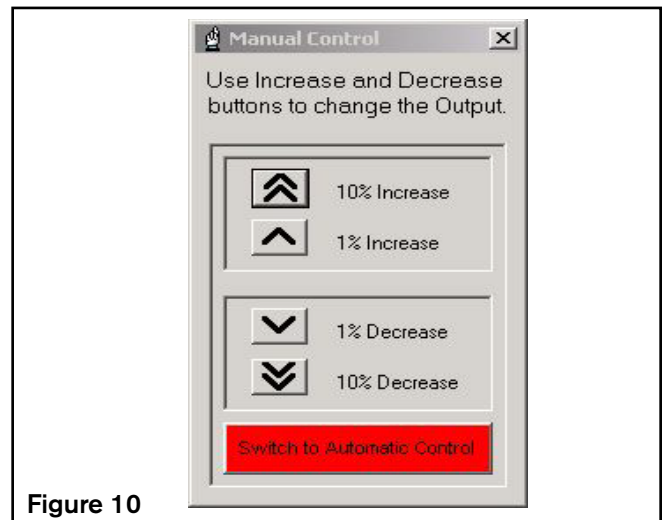 Manual Control
Use Increase and Decrease
buttons to change the Output.
10% Increase
1% Increase
1% Decrease
10% Decrease
Switch to Automatic Control
Figure 10